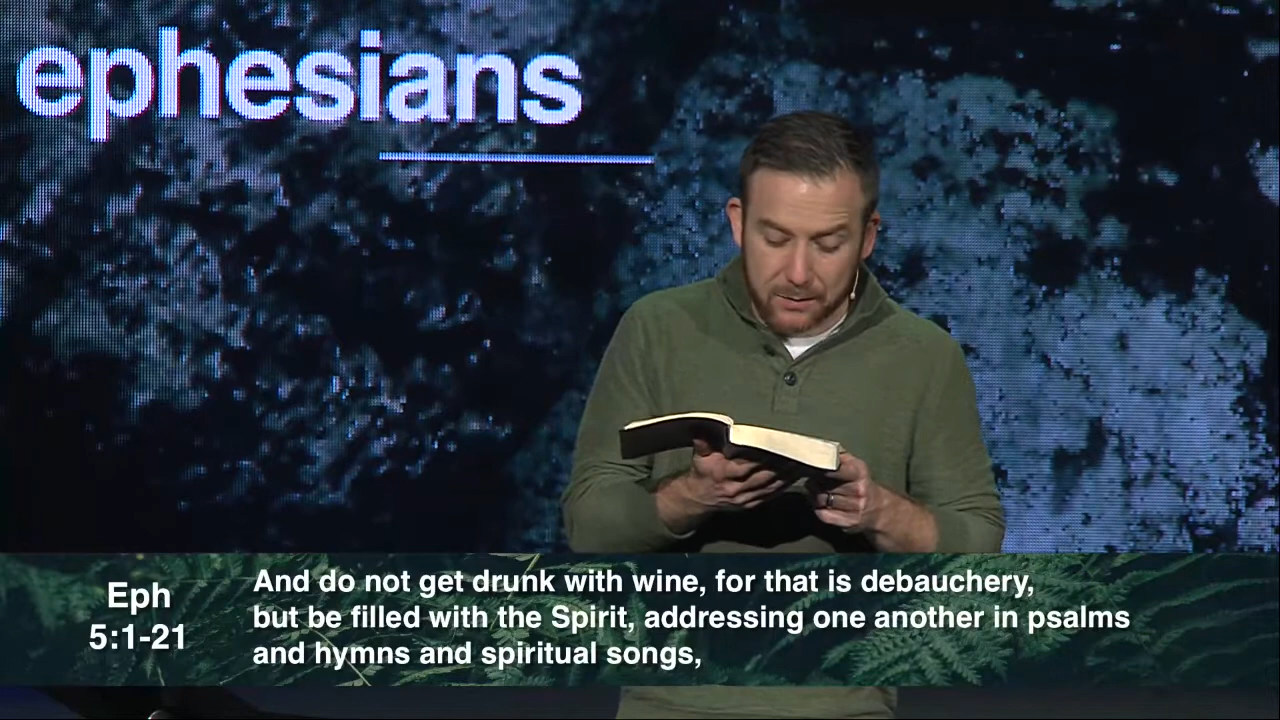 ephesians
Eph
5:1-21
And do not get drunk with wine, for that is debauchery,
but be filled with the Spirit, addressing one another in psalms
and hymns and spiritual songs,